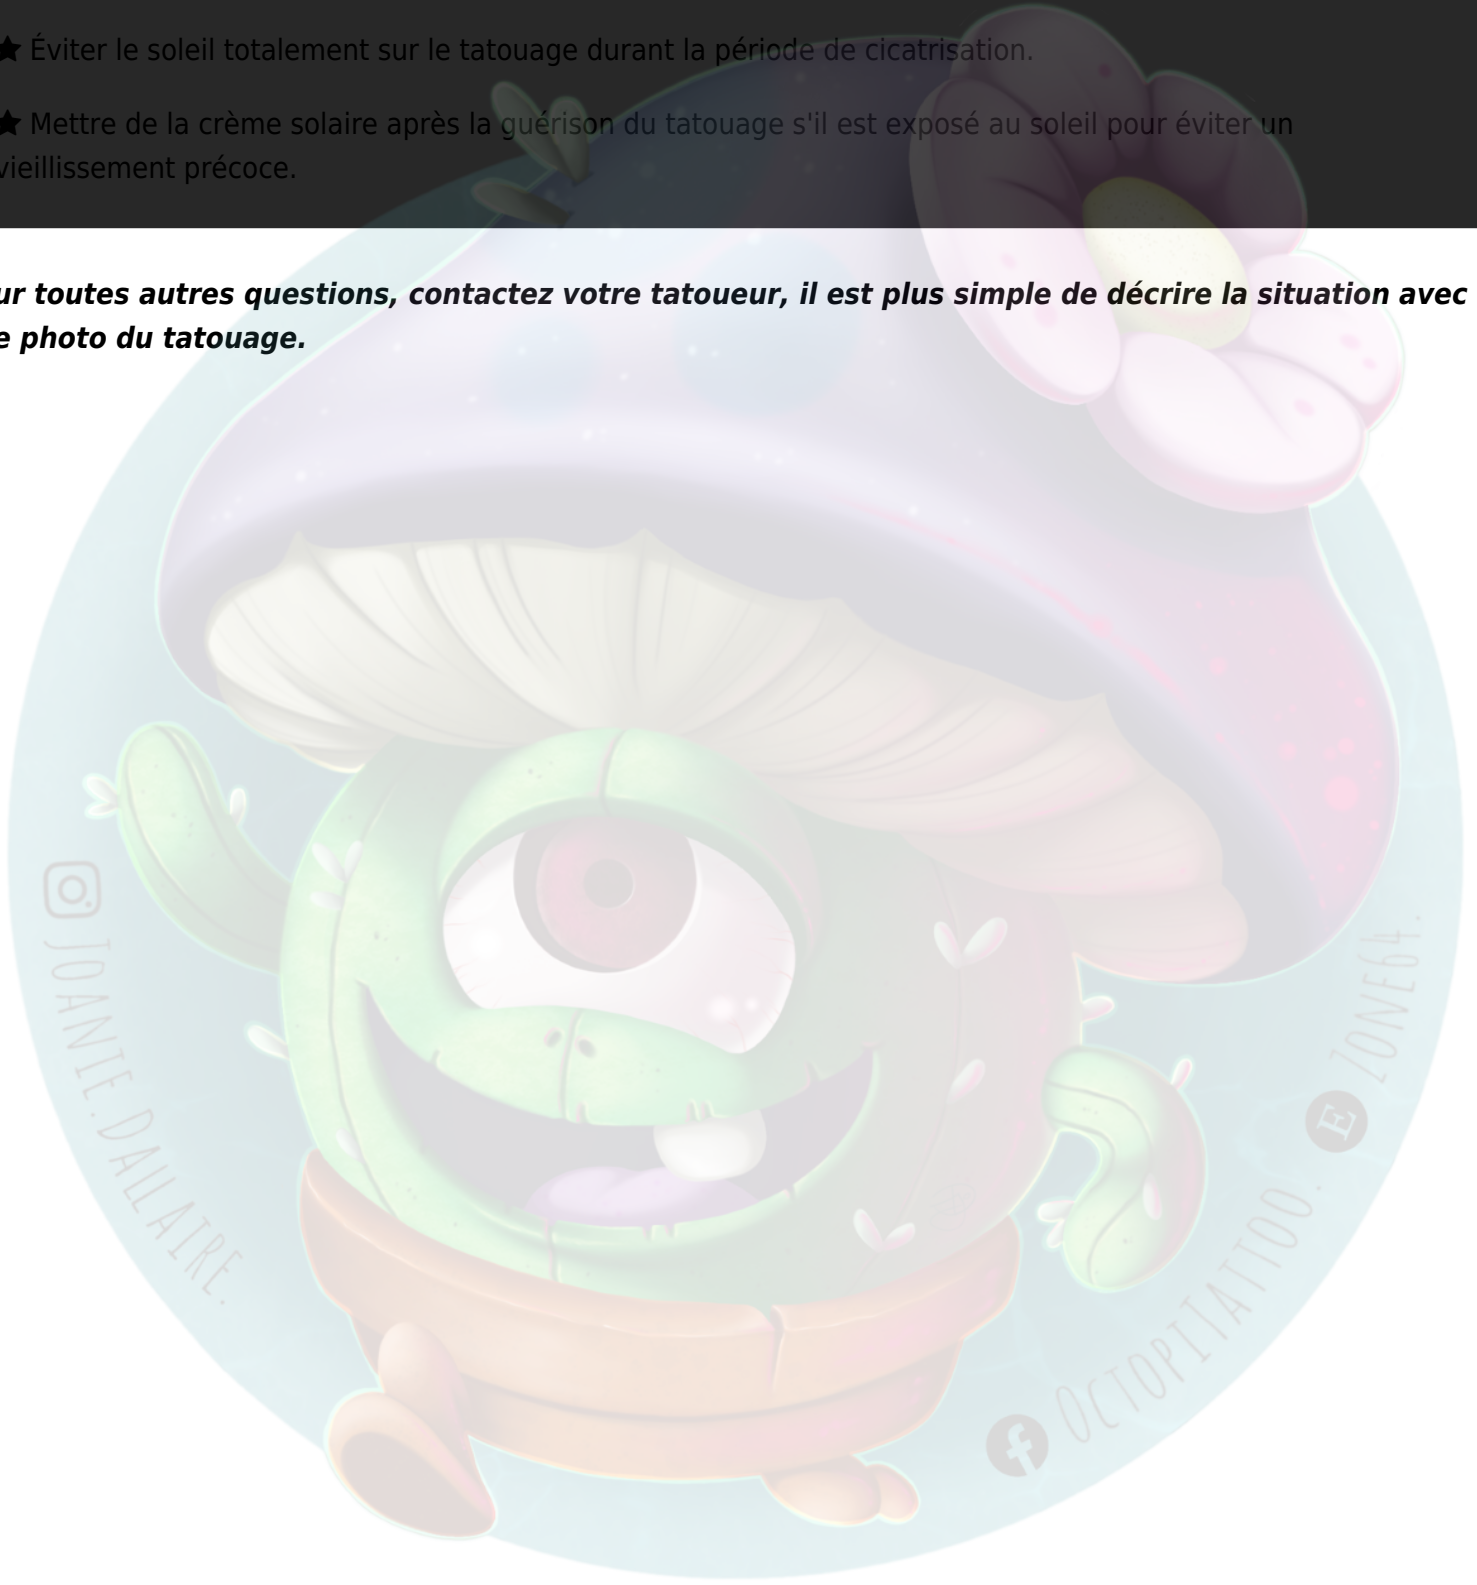 ★ Éviter le soleil totalement sur le tatouage durant la période de cicatrisation.
★ Mettre de la crème solaire après la guérison du tatouage s'il est exposé au soleil pour éviter un
vieillissement précoce.
ur toutes autres questions, contactez votre tatoueur, il est plus simple de décrire la situation avec
e photo du tatouage.
JOANIE.DALLAIRE.
OCTOPITATTOO.
E ZONE64.